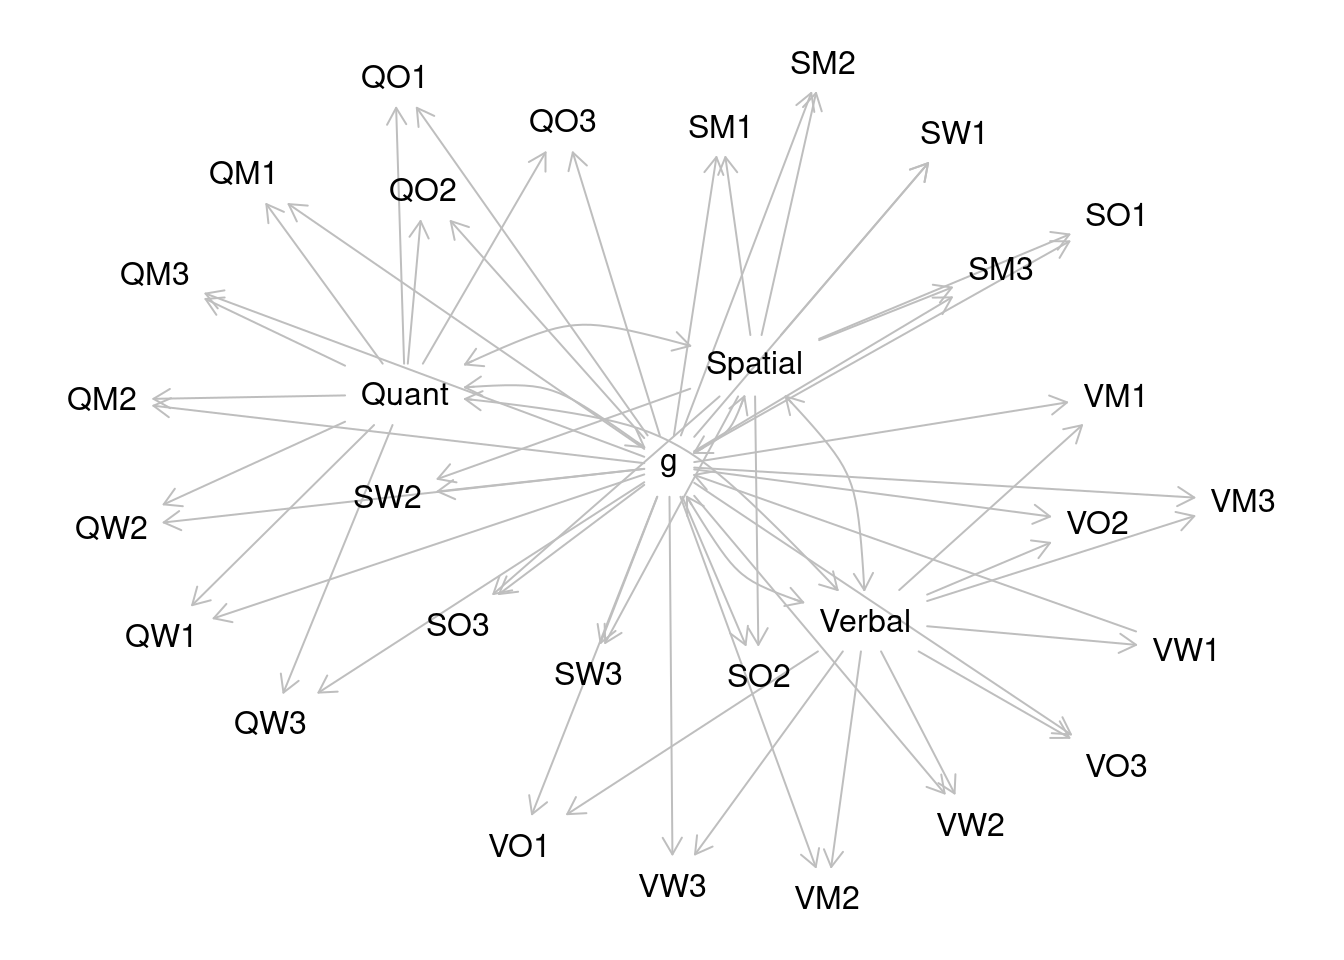 SM2
QO1
QO3
SM1
SW1
QM1
QO2
SO1
SM3
QM3
Spatial
Quant
VM1
QM2
g
SW2
VM3
VO2
QW2
Verbal
SO3
QW1
VW1
SW3
SO2
QW3
VO3
VW2
VO1
VW3
VM2